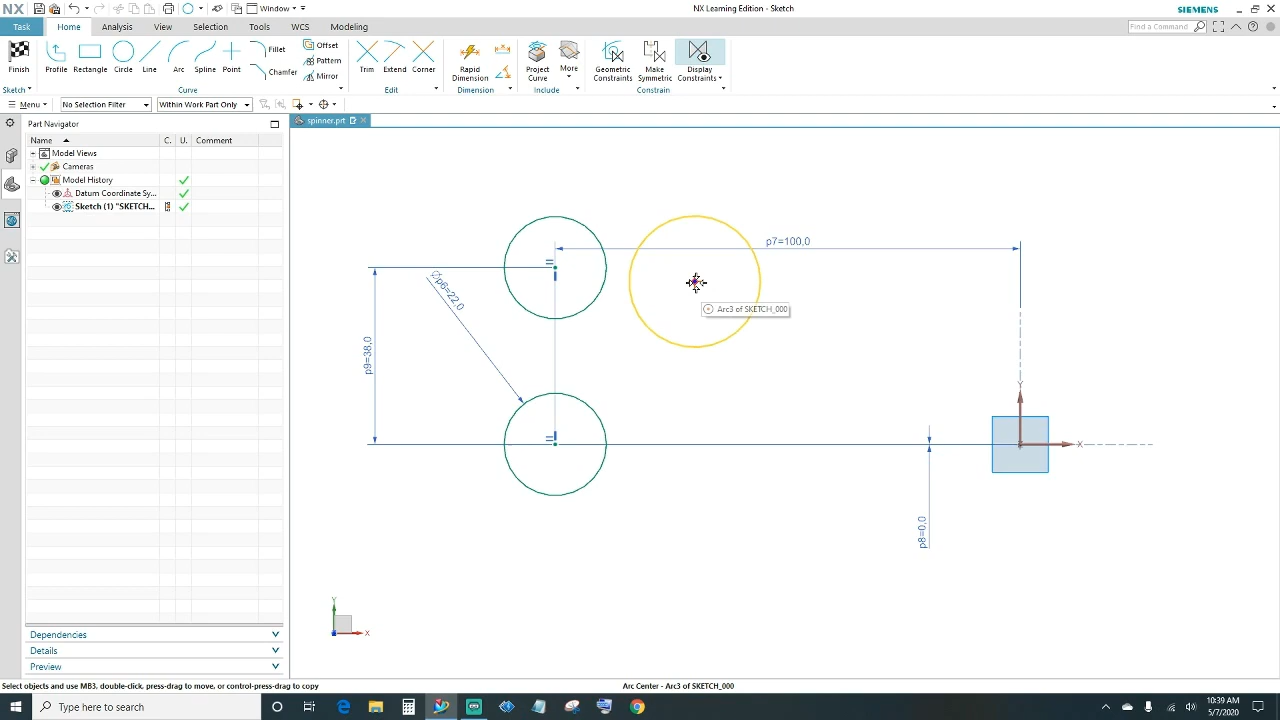 NX
Window
NX Learning Edition - Sketch
SIEMENS
Task
Home
Analysis
View
Selection
Tools
WCS
Modeling
Find a Command
Finish
Profile
Rectangle
Circle
Line
Arc
Spline
Point
Fillet
Chamfer
Offset
Pattern
Mirror
Trim
Extend
Corner
Rapid
Dimension
Project
Curve
More
Geometric
Constraints
Make
Symmetric
Display
Constraints
Sketch
Curve
Edit
Dimension
Include
Constrain
Menu
No Selection Filter
Within Work Part Only
Part Navigator
spinner.prt
Name
C.
U.
Comment
Model Views
Cameras
Model History
Datum Coordinate Sy...
Sketch (1) "SKETCH...
p7=100,0
∅p6=22,0
Arc3 of SKETCH_000
p9=38,0
Y
X
p8=0,0
Y
X
Dependencies
Details
Preview
Select objects and use MB3, double-click, press-drag to move, or control-press-drag to copy
Arc Center - Arc3 of SKETCH_000
Type here to search
10:39 AM
5/7/2020